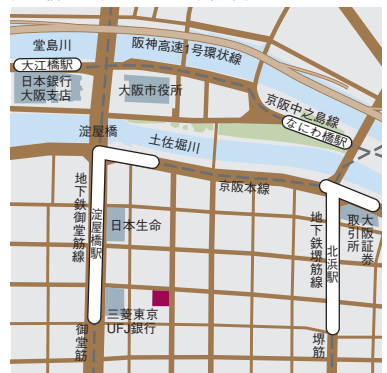 堂島川
阪神高速1号環状線
大江橋駅
日本銀行
大阪支店
大阪市役所
京阪中之島線
なにわ橋駅
淀屋橋
土佐堀川
京阪本線
地下鉄御堂筋線
淀屋橋駅
日本生命
地下鉄堺筋線
北浜駅
大阪証券
取引所
三菱東京
UFJ銀行
御堂筋
堺筋